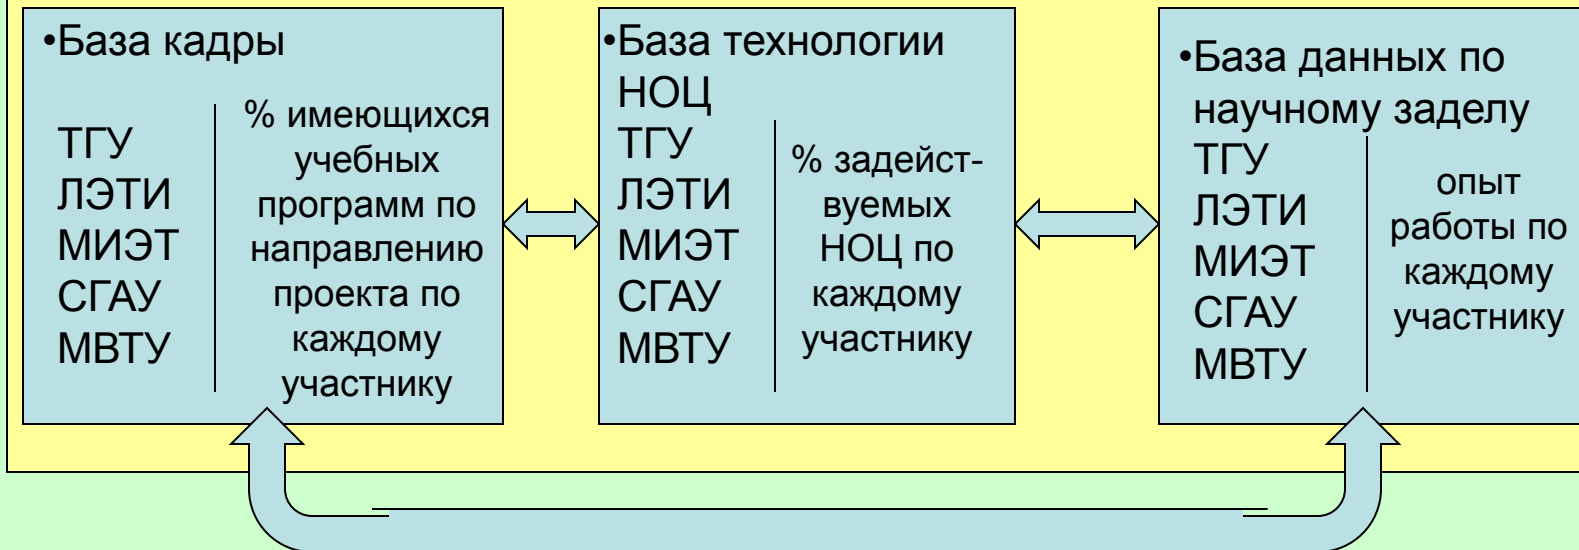 •База кадры
ТГУ
ЛЭТИ
МИЭТ
СГАУ
МВТУ
% имеющихся
учебных
программ по
направлению
проекта по
каждому
участнику
•База технологии
НОЦ
ТГУ
ЛЭТИ
МИЭТ
СГАУ
МВТУ
% задейст-
вуемых
НОЦ по
каждому
участнику
•База данных по
научному заделу
ТГУ
ЛЭТИ
МИЭТ
СГАУ
МВТУ
опыт
работы по
каждому
участнику